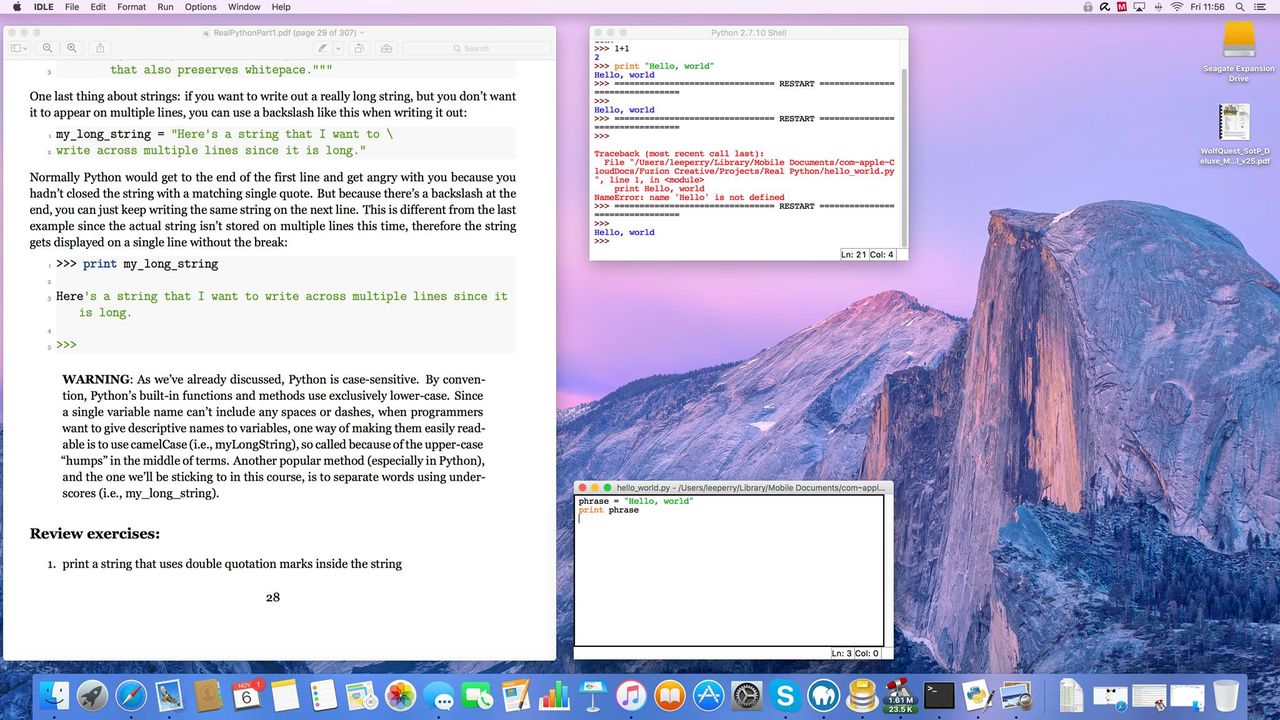 IDLE File Edit Format Run Options Window Help
Fri 11:56
RealPythonPart1.pdf (page 29 of 307)
Search
3 that also preserves whitepace."""
One last thing about strings: if you want to write out a really long string, but you don't want
it to appear on multiple lines, you can use a backslash like this when writing it out:
1 my_long_string = "Here's a string that I want to \
2 write across multiple lines since it is long."
Normally Python would get to the end of the first line and get angry with you because you
hadn't closed the string with a matching single quote. But because there's a backslash at the
end, you can just keep writing the same string on the next line. This is different from the last
example since the actual string isn't stored on multiple lines this time, therefore the string
gets displayed on a single line without the break:
1 >>> print my_long_string
2
3 Here's a string that I want to write across multiple lines since it
is long.
4
5 >>>
WARNING: As we've already discussed, Python is case-sensitive. By conven-
tion, Python's built-in functions and methods use exclusively lower-case. Since
a single variable name can't include any spaces or dashes, when programmers
want to give descriptive names to variables, one way of making them easily read-
able is to use camelCase (i.e., myLongString), so called because of the upper-case
"humps" in the middle of terms. Another popular method (especially in Python),
and the one we'll be sticking to in this course, is to separate words using under-
scores (i.e., my_long_string).
Review exercises:
1. print a string that uses double quotation marks inside the string
28
Python 2.7.10 Shell
>>> 1+1
2
>>> print "Hello, world"
Hello, world
>>> ================================ RESTART ===============
=================
>>>
Hello, world
>>> ================================ RESTART ===============
=================
>>>
Traceback (most recent call last):
File "/Users/leeperry/Library/Mobile Documents/com~apple~C
loudDocs/Fuzion Creative/Projects/Real Python/hello_world.py
", line 1, in <module>
print Hello, world
NameError: name 'Hello' is not defined
>>> ================================ RESTART ===============
=================
>>>
Hello, world
>>>
Ln: 21 Col: 4
hello_world.py - /Users/leeperry/Library/Mobile Documents/com~appl...
phrase = "Hello, world"
print phrase
Ln: 3 Col: 0
Seagate Expansion
Drive
WolfQuest_SotP_D
eluxe_M...l_v25.pdf
NOV
6
1
1.61 M
23.5 K